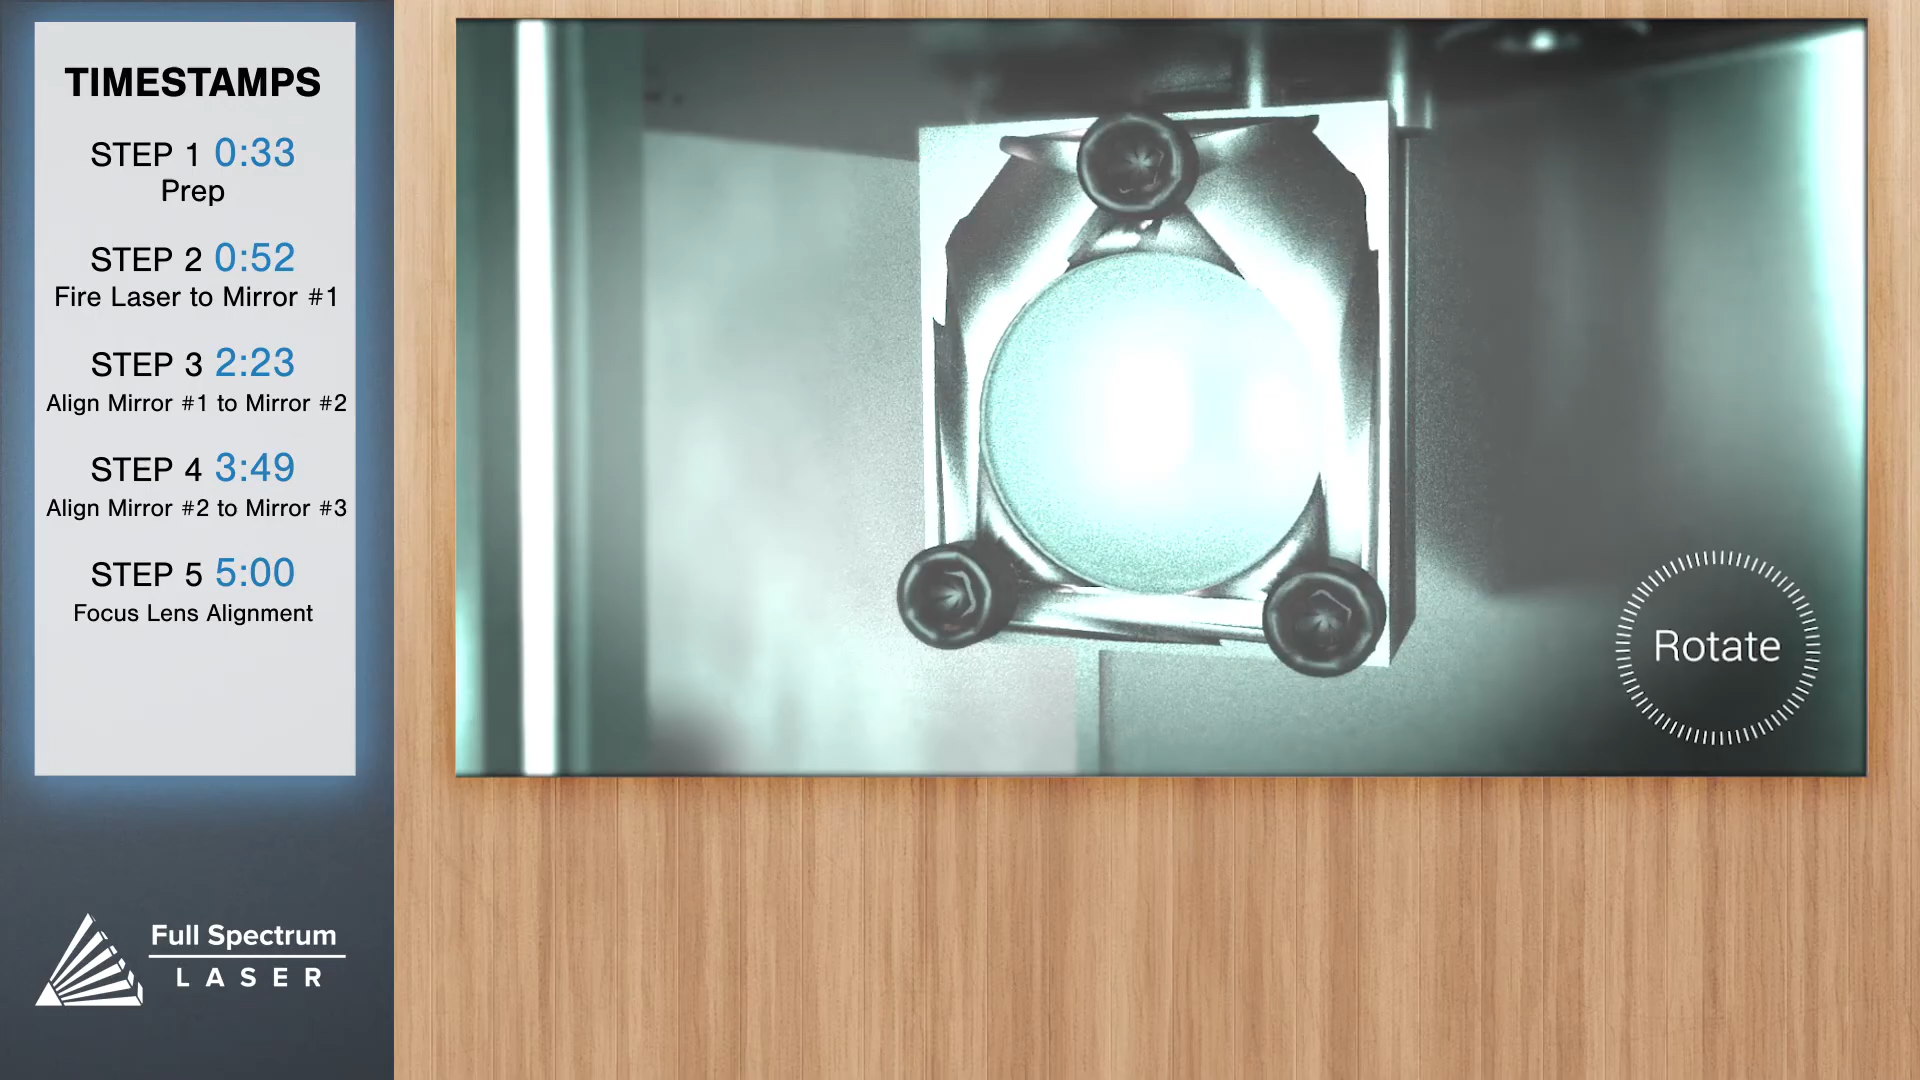 TIMESTAMPS
STEP 1 0:33
Prep
STEP 2 0:52
Fire Laser to Mirror #1
STEP 3 2:23
Align Mirror #1 to Mirror #2
STEP 4 3:49
Align Mirror #2 to Mirror #3
STEP 5 5:00
Focus Lens Alignment
Rotate
Full Spectrum
LASER